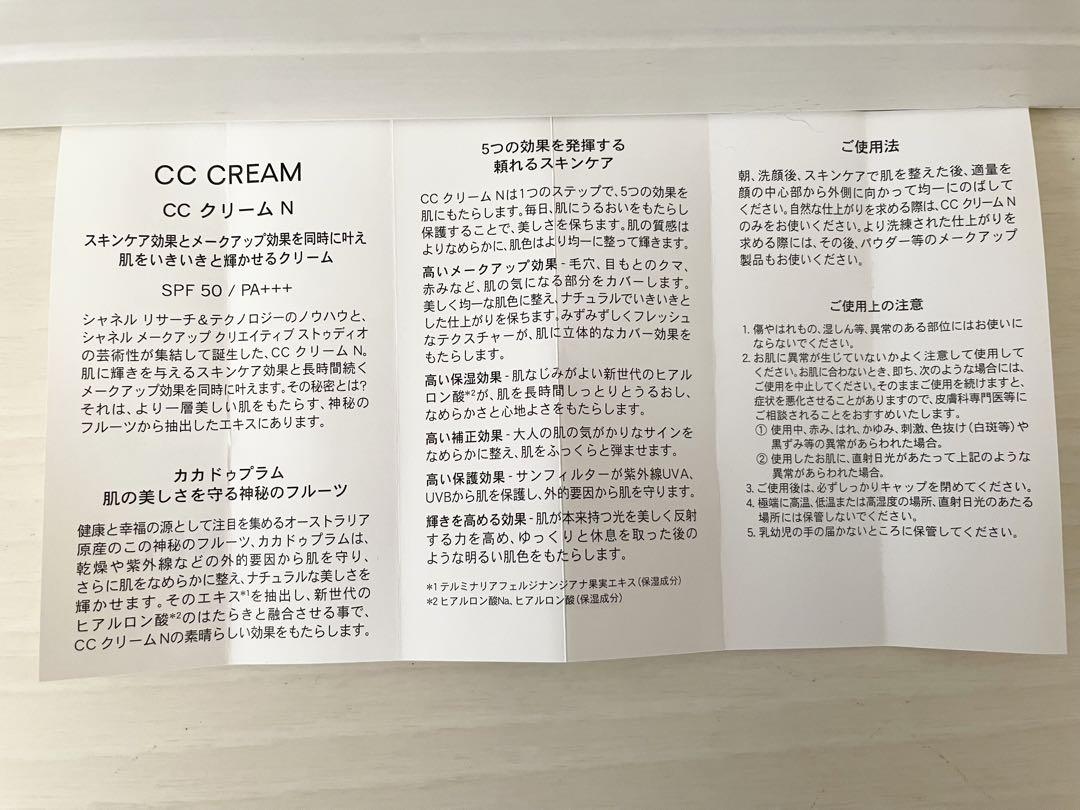 CC CREAM
CC クリーム N
スキンケア効果とメークアップ効果を同時に叶え
肌をいきいきと輝かせるクリーム
SPF 50 / PA+++
シャネル リサーチ&テクノロジーのノウハウと、
シャネル メークアップ クリエイティブ ストゥディオ
の芸術性が集結して誕生した、CC クリーム N。
肌に輝きを与えるスキンケア効果と長時間続く
メークアップ効果を同時に叶えます。その秘密とは?
それは、より一層美しい肌をもたらす、神秘の
フルーツから抽出したエキスにあります。
カカドゥプラム
肌の美しさを守る神秘のフルーツ
健康と幸福の源として注目を集めるオーストラリア
原産のこの神秘のフルーツ、カカドゥプラムは、
乾燥や紫外線などの外的要因から肌を守り、
さらに肌をなめらかに整え、ナチュラルな美しさを
輝かせます。そのエキス*1を抽出し、新世代の
ヒアルロン酸*2のはたらきと融合させる事で、
CC クリーム Nの素晴らしい効果をもたらします。
5つの効果を発揮する
頼れるスキンケア
CC クリーム Nは1つのステップで、5つの効果を
肌にもたらします。毎日、肌にうるおいをもたらし
保護することで、美しさを保ちます。肌の質感は
よりなめらかに、肌色はより均一に整って輝きます。
高いメークアップ効果 - 毛穴、目もとのクマ、
赤みなど、肌の気になる部分をカバーします。
美しく均一な肌色に整え、ナチュラルでいきいきと
した仕上がりを保ちます。みずみずしくフレッシュ
なテクスチャーが、肌に立体的なカバー効果を
もたらします。
高い保湿効果 - 肌なじみがよい新世代のヒアル
ロン酸*2が、肌を長時間しっとりとうるおし、
なめらかさと心地よさをもたらします。
高い補正効果 - 大人の肌の気がかりなサインを
なめらかに整え、肌をふっくらと弾ませます。
高い保護効果 - サンフィルターが紫外線UVA、
UVBから肌を保護し、外的要因から肌を守ります。
輝きを高める効果 - 肌が本来持つ光を美しく反射
する力を高め、ゆっくりと休息を取った後の
ような明るい肌色をもたらします。
*1 テルミナリアフェルジナンジアナ果実エキス(保湿成分)
*2 ヒアルロン酸Na、ヒアルロン酸(保湿成分)
ご使用法
朝、洗顔後、スキンケアで肌を整えた後、適量を
顔の中心部から外側に向かって均一にのばして
ください。自然な仕上がりを求める際は、CC クリーム N
のみをお使いください。より洗練された仕上がりを
求める際には、その後、パウダー等のメークアップ
製品もお使いください。
ご使用上の注意
1. 傷やはれもの、湿しん等、異常のある部位にはお使いに
ならないでください。
2. お肌に異常が生じていないかよく注意して使用して
ください。お肌に合わないとき、即ち、次のような場合には、
ご使用を中止してください。そのままご使用を続けますと、
症状を悪化させることがありますので、皮膚科専門医等に
ご相談されることをおすすめいたします。
① 使用中、赤み、はれ、かゆみ、刺激、色抜け(白斑等)や
黒ずみ等の異常があらわれた場合。
② 使用したお肌に、直射日光があたって上記のような
異常があらわれた場合。
3. ご使用後は、必ずしっかりキャップを閉めてください。
4. 極端に高温、低温または高湿度の場所、直射日光のあたる
場所には保管しないでください。
5. 乳幼児の手の届かないところに保管してください。